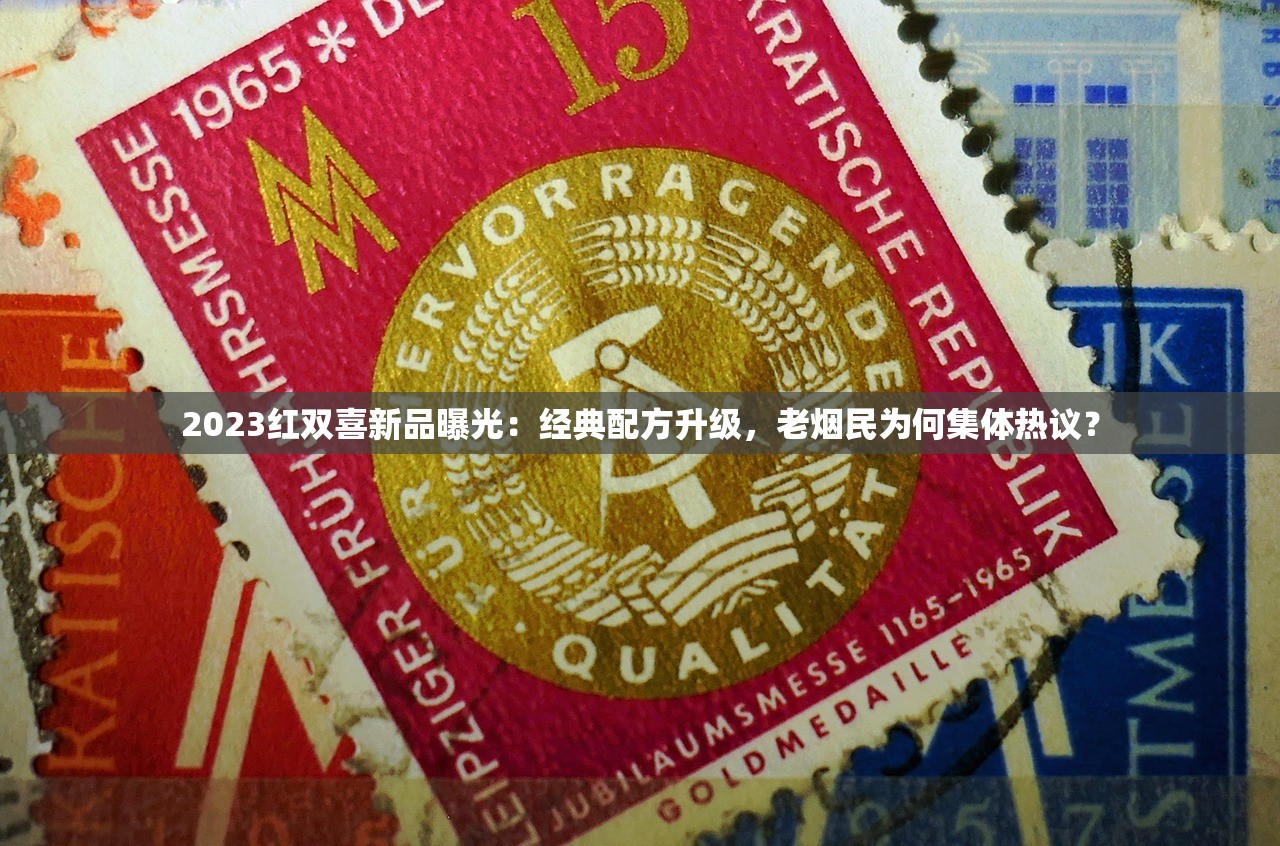 1965 * DE
KRATISCHE REPUBLIK
15
LEIPZIGER FRÜHJAHRSMESSE
MM
FÜR HERVORRAGENDE
QUALITÄT
2023红双喜新品曝光：经典配方升级，老烟民为何集体热议？
JUBILÄUMSMESSE 1165-1965
GOLDMEDAILLE
KATISCHE
IK